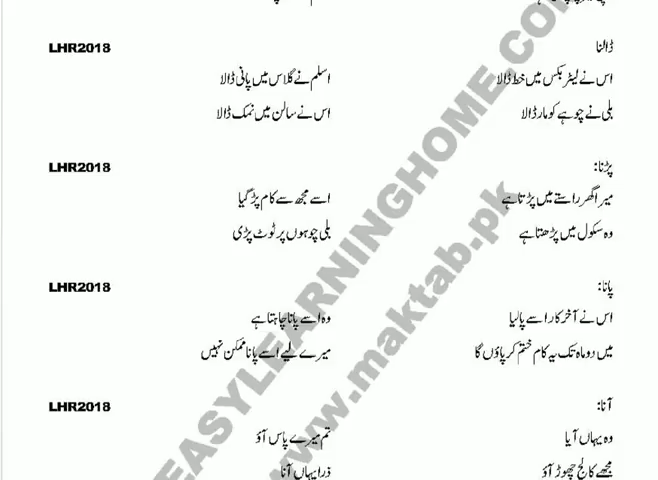 ڈالنا LHR2018
اس نے لیٹر بکس میں خط ڈالا اسلم نے گلاس میں پانی ڈالا
بلی نے چوہے کو مار ڈالا اس نے سالن میں نمک ڈالا
پڑنا: LHR2018
میرا گھر راستے میں پڑتا ہے اسے مجھ سے کام پڑ گیا
وہ سکول میں پڑھتا ہے بلی چوہوں پر ٹوٹ پڑی
پانا: LHR2018
اس نے آخر کار اسے پا لیا وہ اسے پانا چاہتا ہے
میں دو ماہ تک یہ کام ختم کر پاؤں گا میرے لیے اسے پانا ممکن نہیں
آنا: LHR2018
وہ یہاں آیا تم میرے پاس آؤ
مجھے کالج چھوڑ آؤ ذرا یہاں آنا
EASYLEARNINGHOME.COM
www.maktab.pk